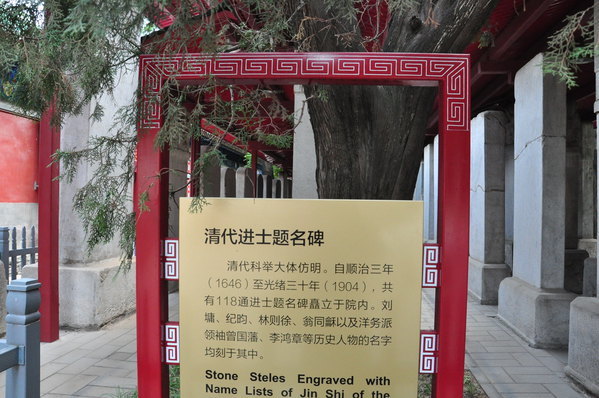 清代进士题名碑
清代科举大体仿明。自顺治三年
（1646）至光绪三十年（1904），共
有118通进士题名碑矗立于院内。刘
墉、纪昀、林则徐、翁同龢以及洋务派
领袖曾国藩、李鸿章等历史人物的名字
均刻于其中。
Stone Steles Engraved with
Name Lists of Jin Shi of the